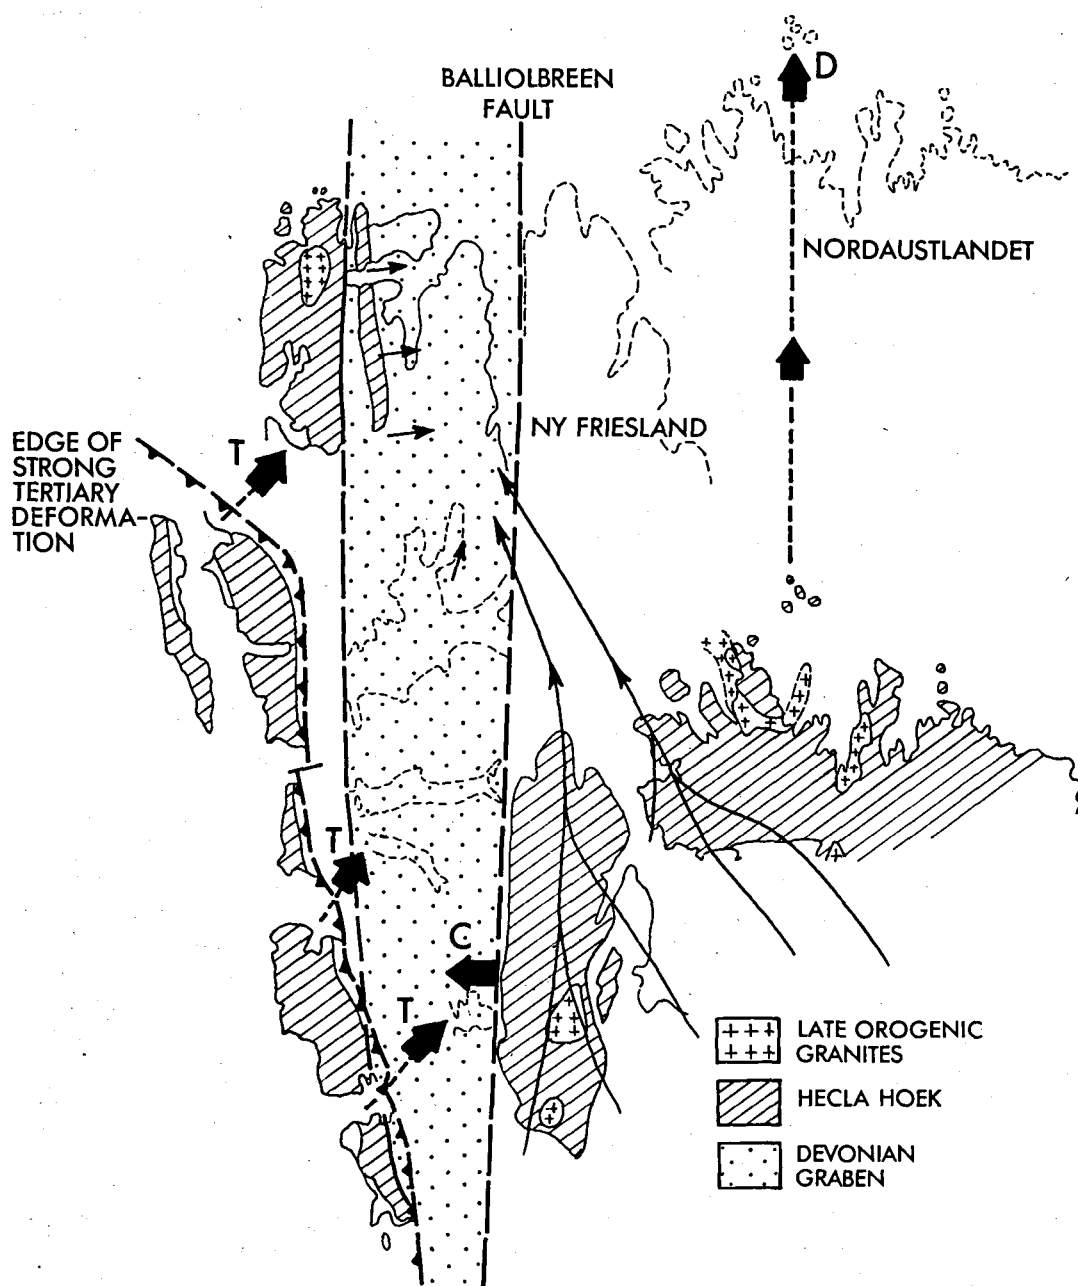 BALLIOLBREEN
FAULT
D
NORDAUSTLANDET
NY FRIESLAND
EDGE OF
STRONG
TERTIARY
DEFORMA-
TION
T
T
C
T
LATE OROGENIC
GRANITES
HECLA HOEK
DEVONIAN
GRABEN